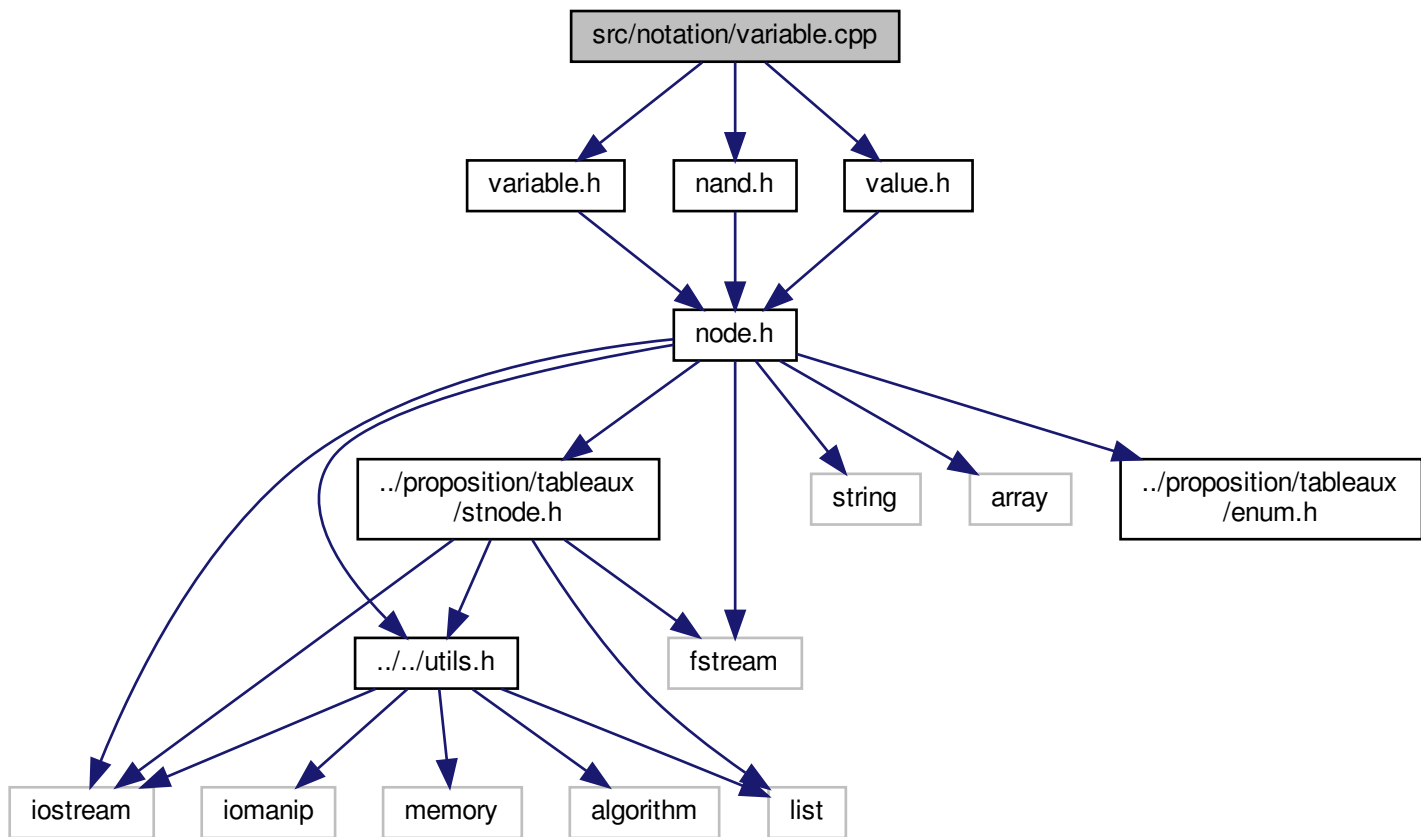 src/notation/variable.cpp
variable.h
nand.h
value.h
node.h
../proposition/tableaux
/stnode.h
string
array
../proposition/tableaux
/enum.h
../../utils.h
fstream
iostream
iomanip
memory
algorithm
list